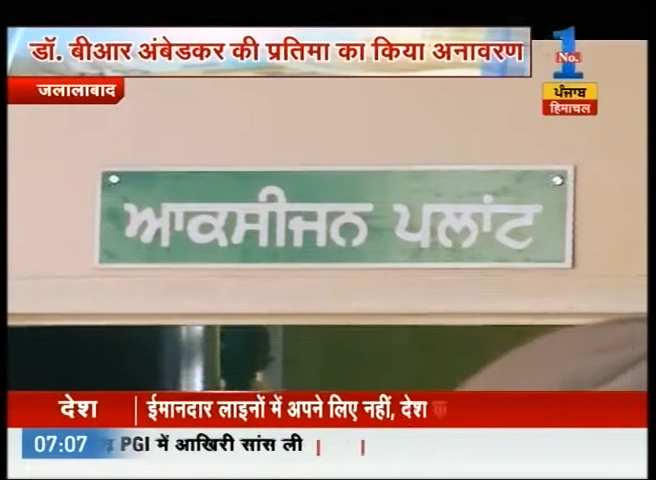 डॉ. बीआर अंबेडकर की प्रतिमा का किया अनावरण
No. 1
जलालाबाद
ਪੰਜਾਬ
हिमाचल
ਆਕਸੀਜਨ ਪਲਾਂਟ
देश
ईमानदार लाइनों में अपने लिए नहीं, देश
07:07
PGI में आखिरी सांस ली